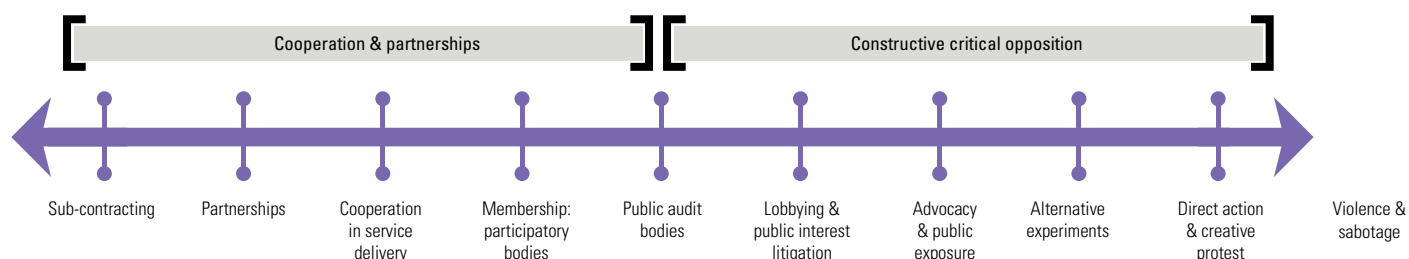 Cooperation & partnerships
Constructive critical opposition
Sub-contracting
Partnerships
Cooperation
in service
delivery
Membership:
participatory
bodies
Public audit
bodies
Lobbying &
public interest
litigation
Advocacy
& public
exposure
Alternative
experiments
Direct action
& creative
protest
Violence &
sabotage